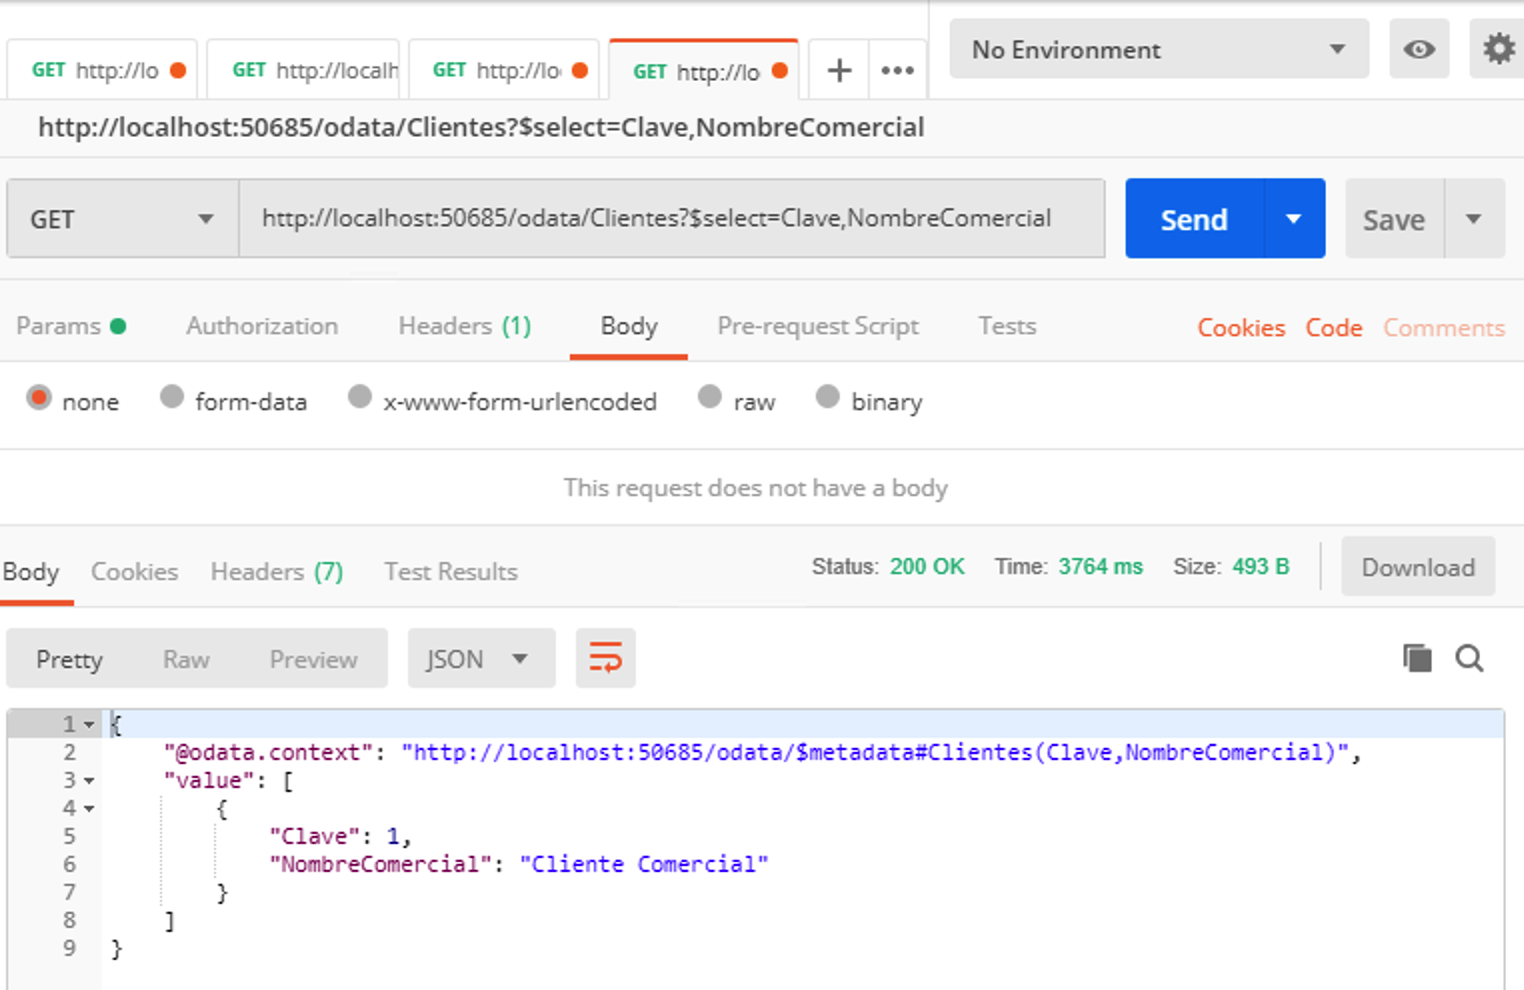 GET http://lo GET http://localh GET http://lo GET http://lo + ••• No Environment
http://localhost:50685/odata/Clientes?$select=Clave,NombreComercial
GET http://localhost:50685/odata/Clientes?$select=Clave,NombreComercial Send Save
Params Authorization Headers (1) Body Pre-request Script Tests Cookies Code Comments
none form-data x-www-form-urlencoded raw binary
This request does not have a body
Body Cookies Headers (7) Test Results Status: 200 OK Time: 3764 ms Size: 493 B Download
Pretty Raw Preview JSON
1 {
2 "@odata.context": "http://localhost:50685/odata/$metadata#Clientes(Clave,NombreComercial)",
3 "value": [
4 {
5 "Clave": 1,
6 "NombreComercial": "Cliente Comercial"
7 }
8 ]
9 }